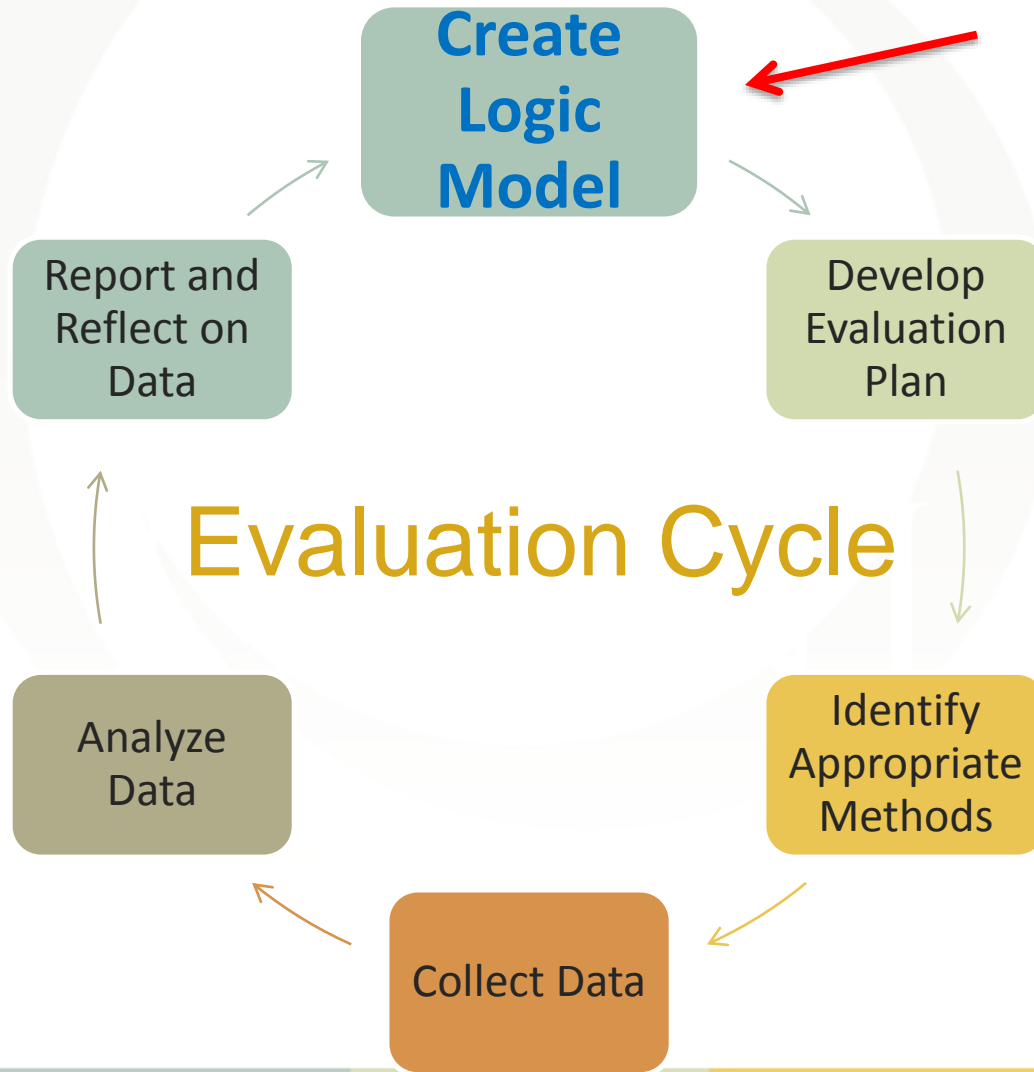 Create
Logic
Model
Develop
Evaluation
Plan
Identify
Appropriate
Methods
Collect Data
Analyze
Data
Report and
Reflect on
Data
Evaluation Cycle